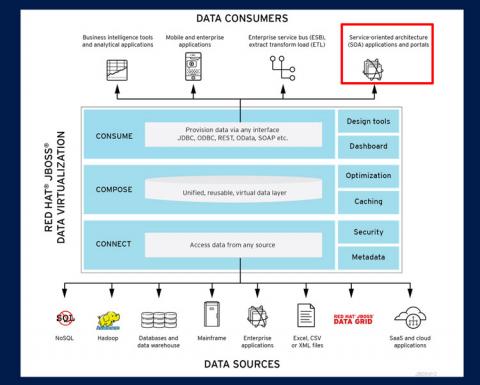 DATA CONSUMERS
Business intelligence tools
and analytical applications
Mobile and enterprise
applications
Enterprise service bus (ESB),
extract transform load (ETL)
Service-oriented architecture
(SOA) applications and portals
RED HAT® JBOSS®
DATA VIRTUALIZATION
CONSUME
Provision data via any interface
JDBC, ODBC, REST, OData, SOAP etc.
Design tools
Dashboard
COMPOSE
Unified, reusable, virtual data layer
Optimization
Caching
CONNECT
Access data from any source
Security
Metadata
SQL
NoSQL
hadoop
Hadoop
Databases and
data warehouse
Mainframe
Enterprise
applications
Excel, CSV
or XML files
RED HAT JBOSS
DATA GRID
SaaS and cloud
applications
DATA SOURCES